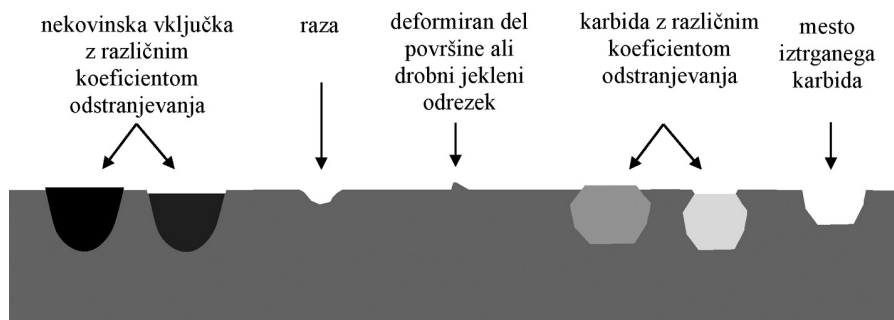 nekovinska vključka
z različnim
koeficientom
odstranjevanja
raza
deformiran del
površine ali
drobni jekleni
odrezek
karbida z različnim
koeficientom
odstranjevanja
mesto
iztrganega
karbida